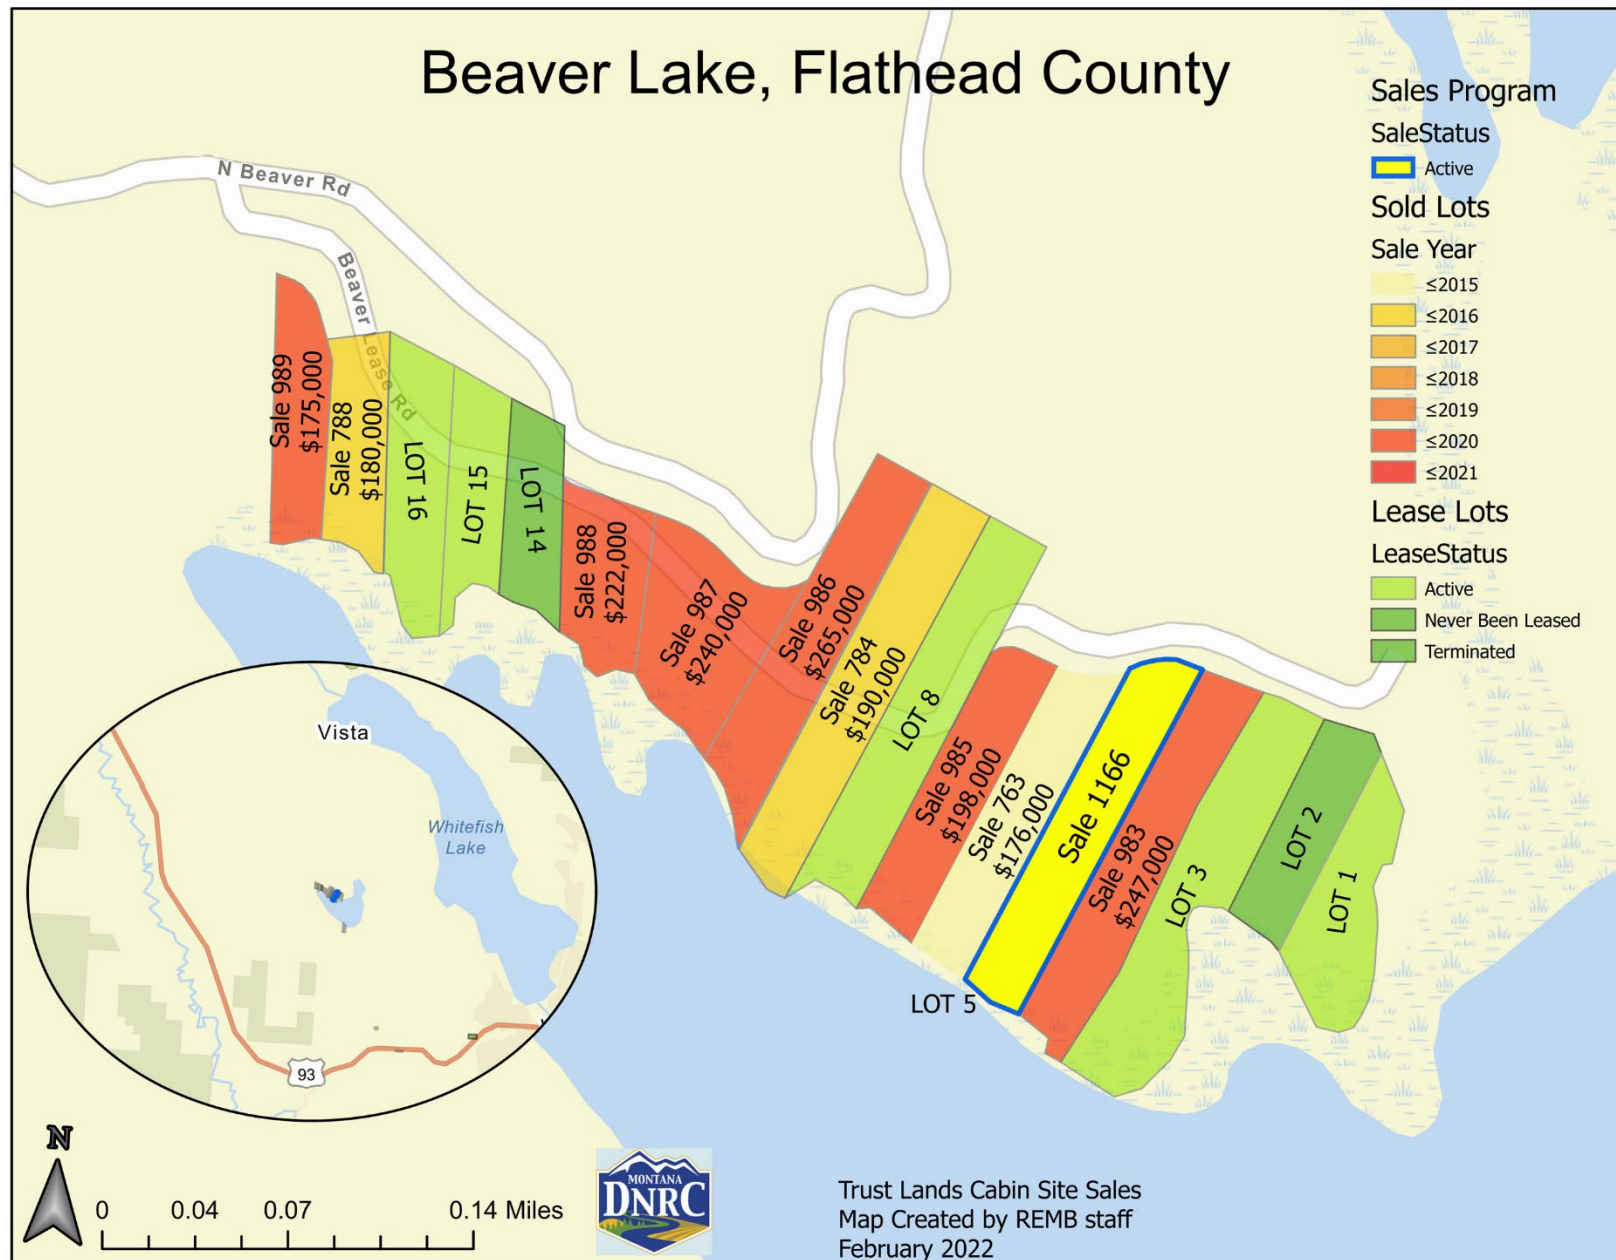 Beaver Lake, Flathead County
Sales Program
SaleStatus
Active
Sold Lots
Sale Year
≤2015
≤2016
≤2017
≤2018
≤2019
≤2020
≤2021
Lease Lots
LeaseStatus
Active
Never Been Leased
Terminated
N Beaver Rd
Beaver Lease Rd
Sale 989
$175,000
Sale 788
$180,000
LOT 16
LOT 15
LOT 14
Sale 988
$222,000
Sale 987
$240,000
Sale 986
$265,000
Sale 784
$190,000
LOT 8
Sale 985
$198,000
Sale 763
$176,000
Sale 1166
LOT 5
Sale 983
$247,000
LOT 3
LOT 2
LOT 1
Vista
Whitefish
Lake
93
N
0 0.04 0.07 0.14 Miles
MONTANA
DNRC
Trust Lands Cabin Site Sales
Map Created by REMB staff
February 2022